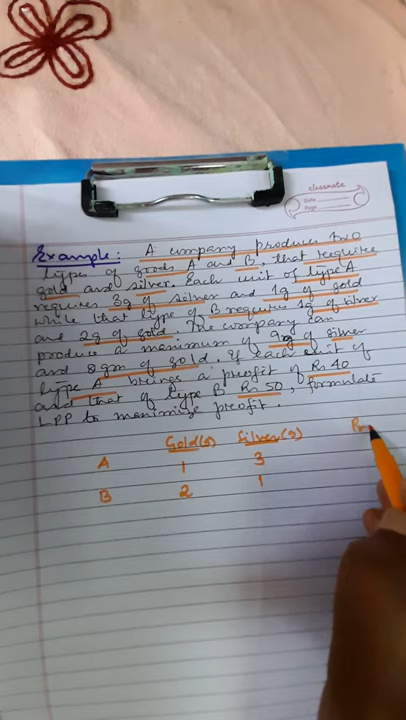 classmate
Date
Page
Example: A company produces two
type of goods A and B, that require
gold and silver. Each unit of type A
requires 3g of silver and 1g of gold
while that type of B requires 1g of silver
and 2g of gold. The company can
produce a maximum of 9g of silver
and 8gm of gold. If each unit of
type A brings a profit of Rs 40
and that of type B Rs 50, formulate
LPP to maximise profit.
Gold(g) Silver(g)
A 1 3
B 2 1